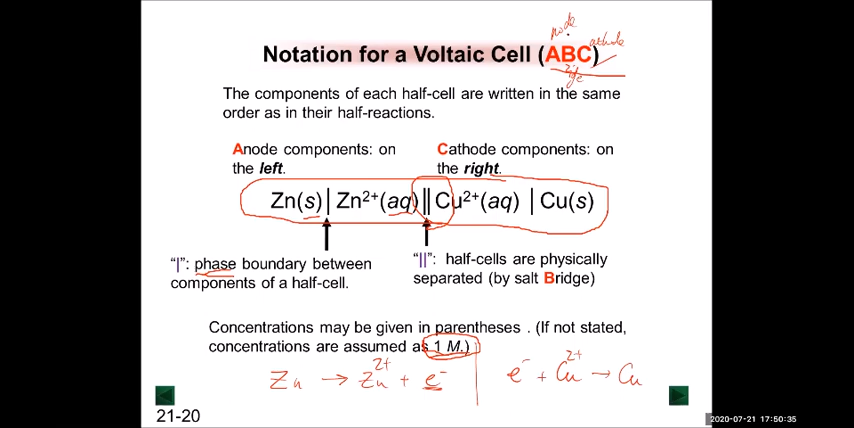 node
Notation for a Voltaic Cell (ABC)
athode
The components of each half-cell are written in the same
order as in their half-reactions.
Anode components: on
the left.
Cathode components: on
the right.
Zn(s) | Zn²⁺(aq) || Cu²⁺(aq) | Cu(s)
“|”: phase boundary between
components of a half-cell.
“||”: half-cells are physically
separated (by salt Bridge)
Concentrations may be given in parentheses . (If not stated,
concentrations are assumed as 1 M.)
Zn → Zn²⁺ + e⁻
e⁻ + Cu²⁺ → Cu
21-20
2020-07-21 17:50:35